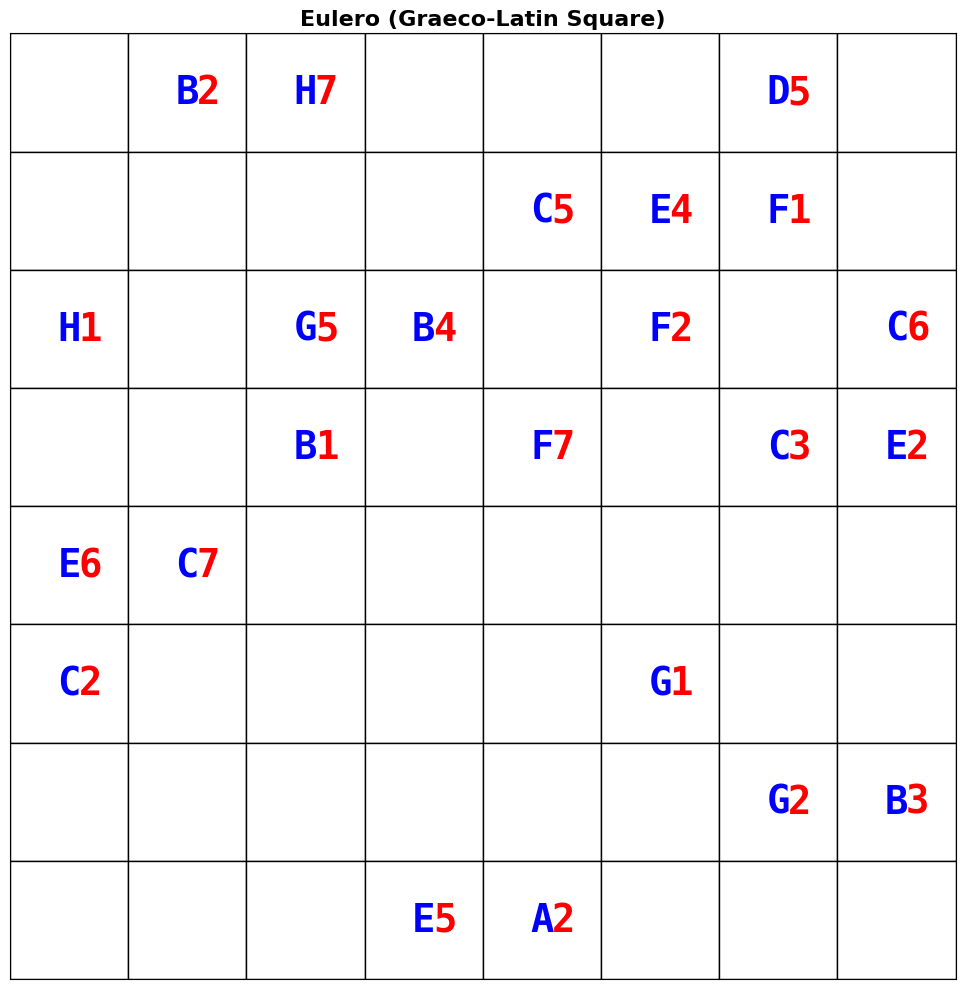 Eulero (Graeco-Latin Square)
B2 H7 D5
C5 E4 F1
H1 G5 B4 F2 C6
B1 F7 C3 E2
E6 C7
C2 G1
G2 B3
E5 A2